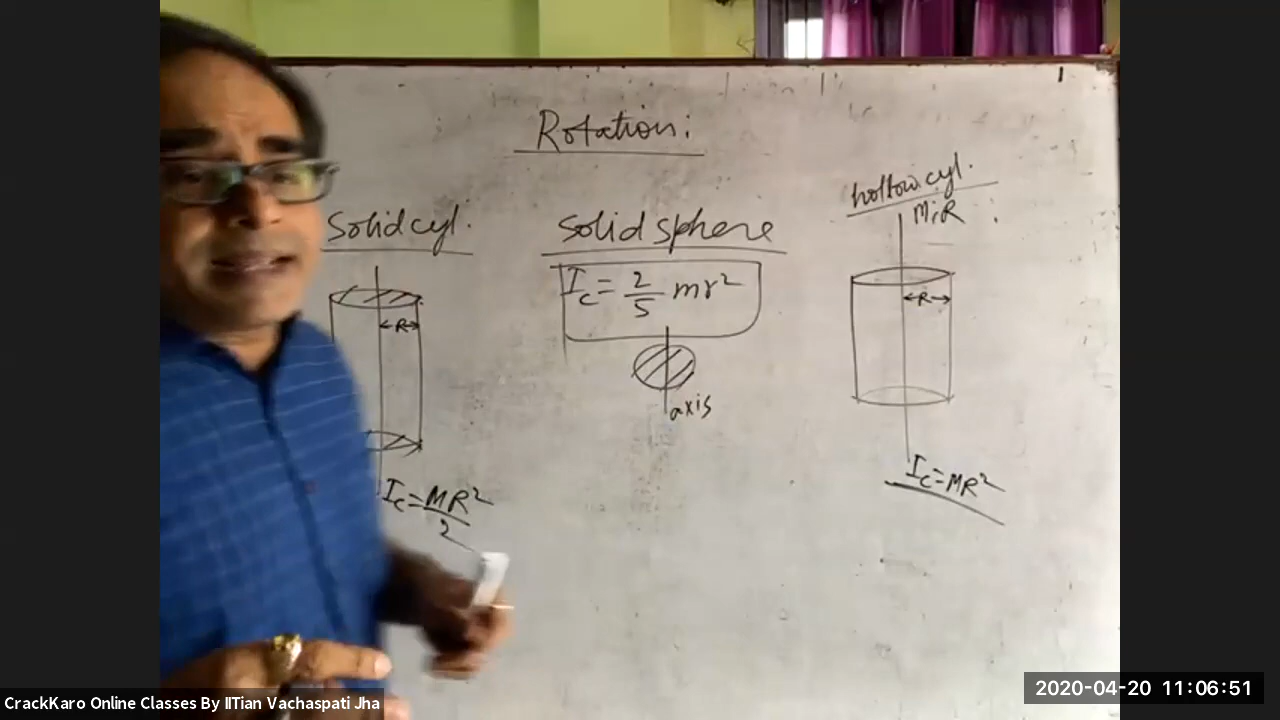 Rotation:
Solid cyl.
R
Ic = MR²/2
Solid sphere
Ic = 2/5 mr²
axis
hollow cyl.
M, R
R
Ic = MR²
CrackKaro Online Classes By IITian Vachaspati Jha
2020-04-20 11:06:51